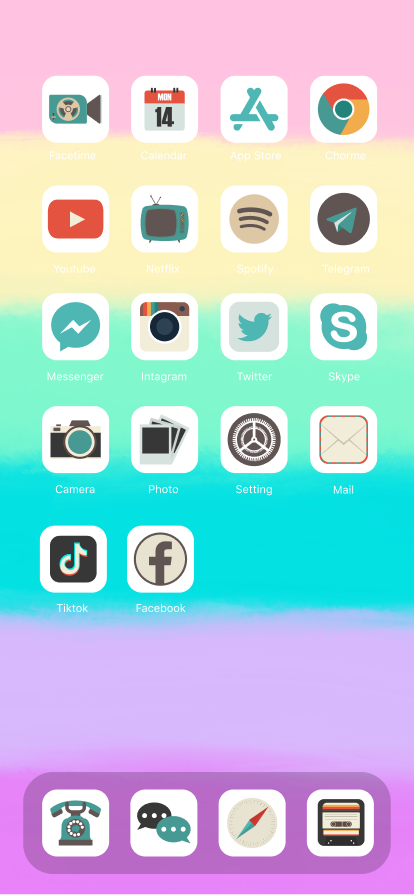 MON
14
Facetime
Calendar
App Store
Chorme
Youtube
Netflix
Spotify
Telegram
Messenger
Intagram
Twitter
Skype
Camera
Photo
Setting
Mail
Tiktok
Facebook